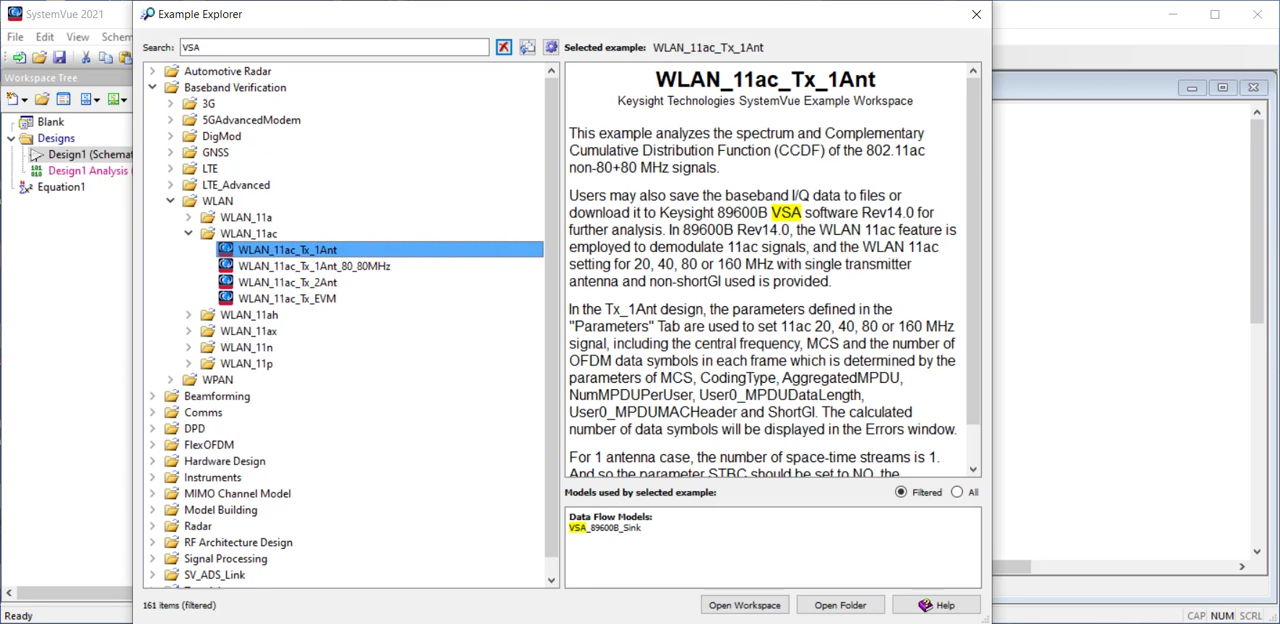 SystemVue 2021
File Edit View Schem
Workspace Tree
Blank
Designs
Design1 (Schemat
Design1 Analysis (
Equation1
Ready
Example Explorer
Search: VSA
Automotive Radar
Baseband Verification
3G
5GAdvancedModem
DigMod
GNSS
LTE
LTE_Advanced
WLAN
WLAN_11a
WLAN_11ac
WLAN_11ac_Tx_1Ant
WLAN_11ac_Tx_1Ant_80_80MHz
WLAN_11ac_Tx_2Ant
WLAN_11ac_Tx_EVM
WLAN_11ah
WLAN_11ax
WLAN_11n
WLAN_11p
WPAN
Beamforming
Comms
DPD
FlexOFDM
Hardware Design
Instruments
MIMO Channel Model
Model Building
Radar
RF Architecture Design
Signal Processing
SV_ADS_Link
161 items (filtered)
Selected example: WLAN_11ac_Tx_1Ant
WLAN_11ac_Tx_1Ant
Keysight Technologies SystemVue Example Workspace
This example analyzes the spectrum and Complementary
Cumulative Distribution Function (CCDF) of the 802.11ac
non-80+80 MHz signals.
Users may also save the baseband I/Q data to files or
download it to Keysight 89600B VSA software Rev14.0 for
further analysis. In 89600B Rev14.0, the WLAN 11ac feature is
employed to demodulate 11ac signals, and the WLAN 11ac
setting for 20, 40, 80 or 160 MHz with single transmitter
antenna and non-shortGI used is provided.
In the Tx_1Ant design, the parameters defined in the
"Parameters" Tab are used to set 11ac 20, 40, 80 or 160 MHz
signal, including the central frequency, MCS and the number of
OFDM data symbols in each frame which is determined by the
parameters of MCS, CodingType, AggregatedMPDU,
NumMPDUPerUser, User0_MPDUDataLength,
User0_MPDUMACHeader and ShortGI. The calculated
number of data symbols will be displayed in the Errors window.
For 1 antenna case, the number of space-time streams is 1.
And so the parameter STBC should be set to NO, the
Models used by selected example: Filtered All
Data Flow Models:
VSA_89600B_Sink
Open Workspace Open Folder Help
CAP NUM SCRL